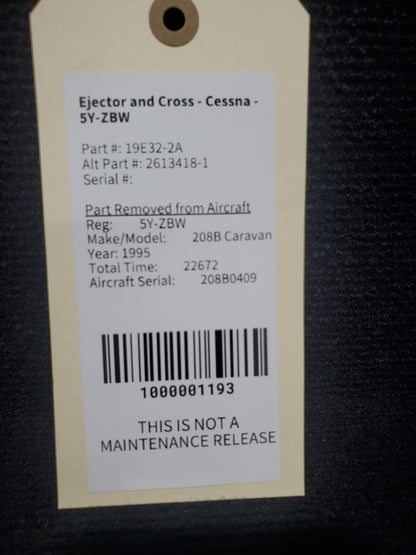 Ejector and Cross - Cessna -
5Y-ZBW
Part #: 19E32-2A
Alt Part #: 2613418-1
Serial #:
Part Removed from Aircraft
Reg: 5Y-ZBW
Make/Model: 208B Caravan
Year: 1995
Total Time: 22672
Aircraft Serial: 208B0409
1000001193
THIS IS NOT A
MAINTENANCE RELEASE